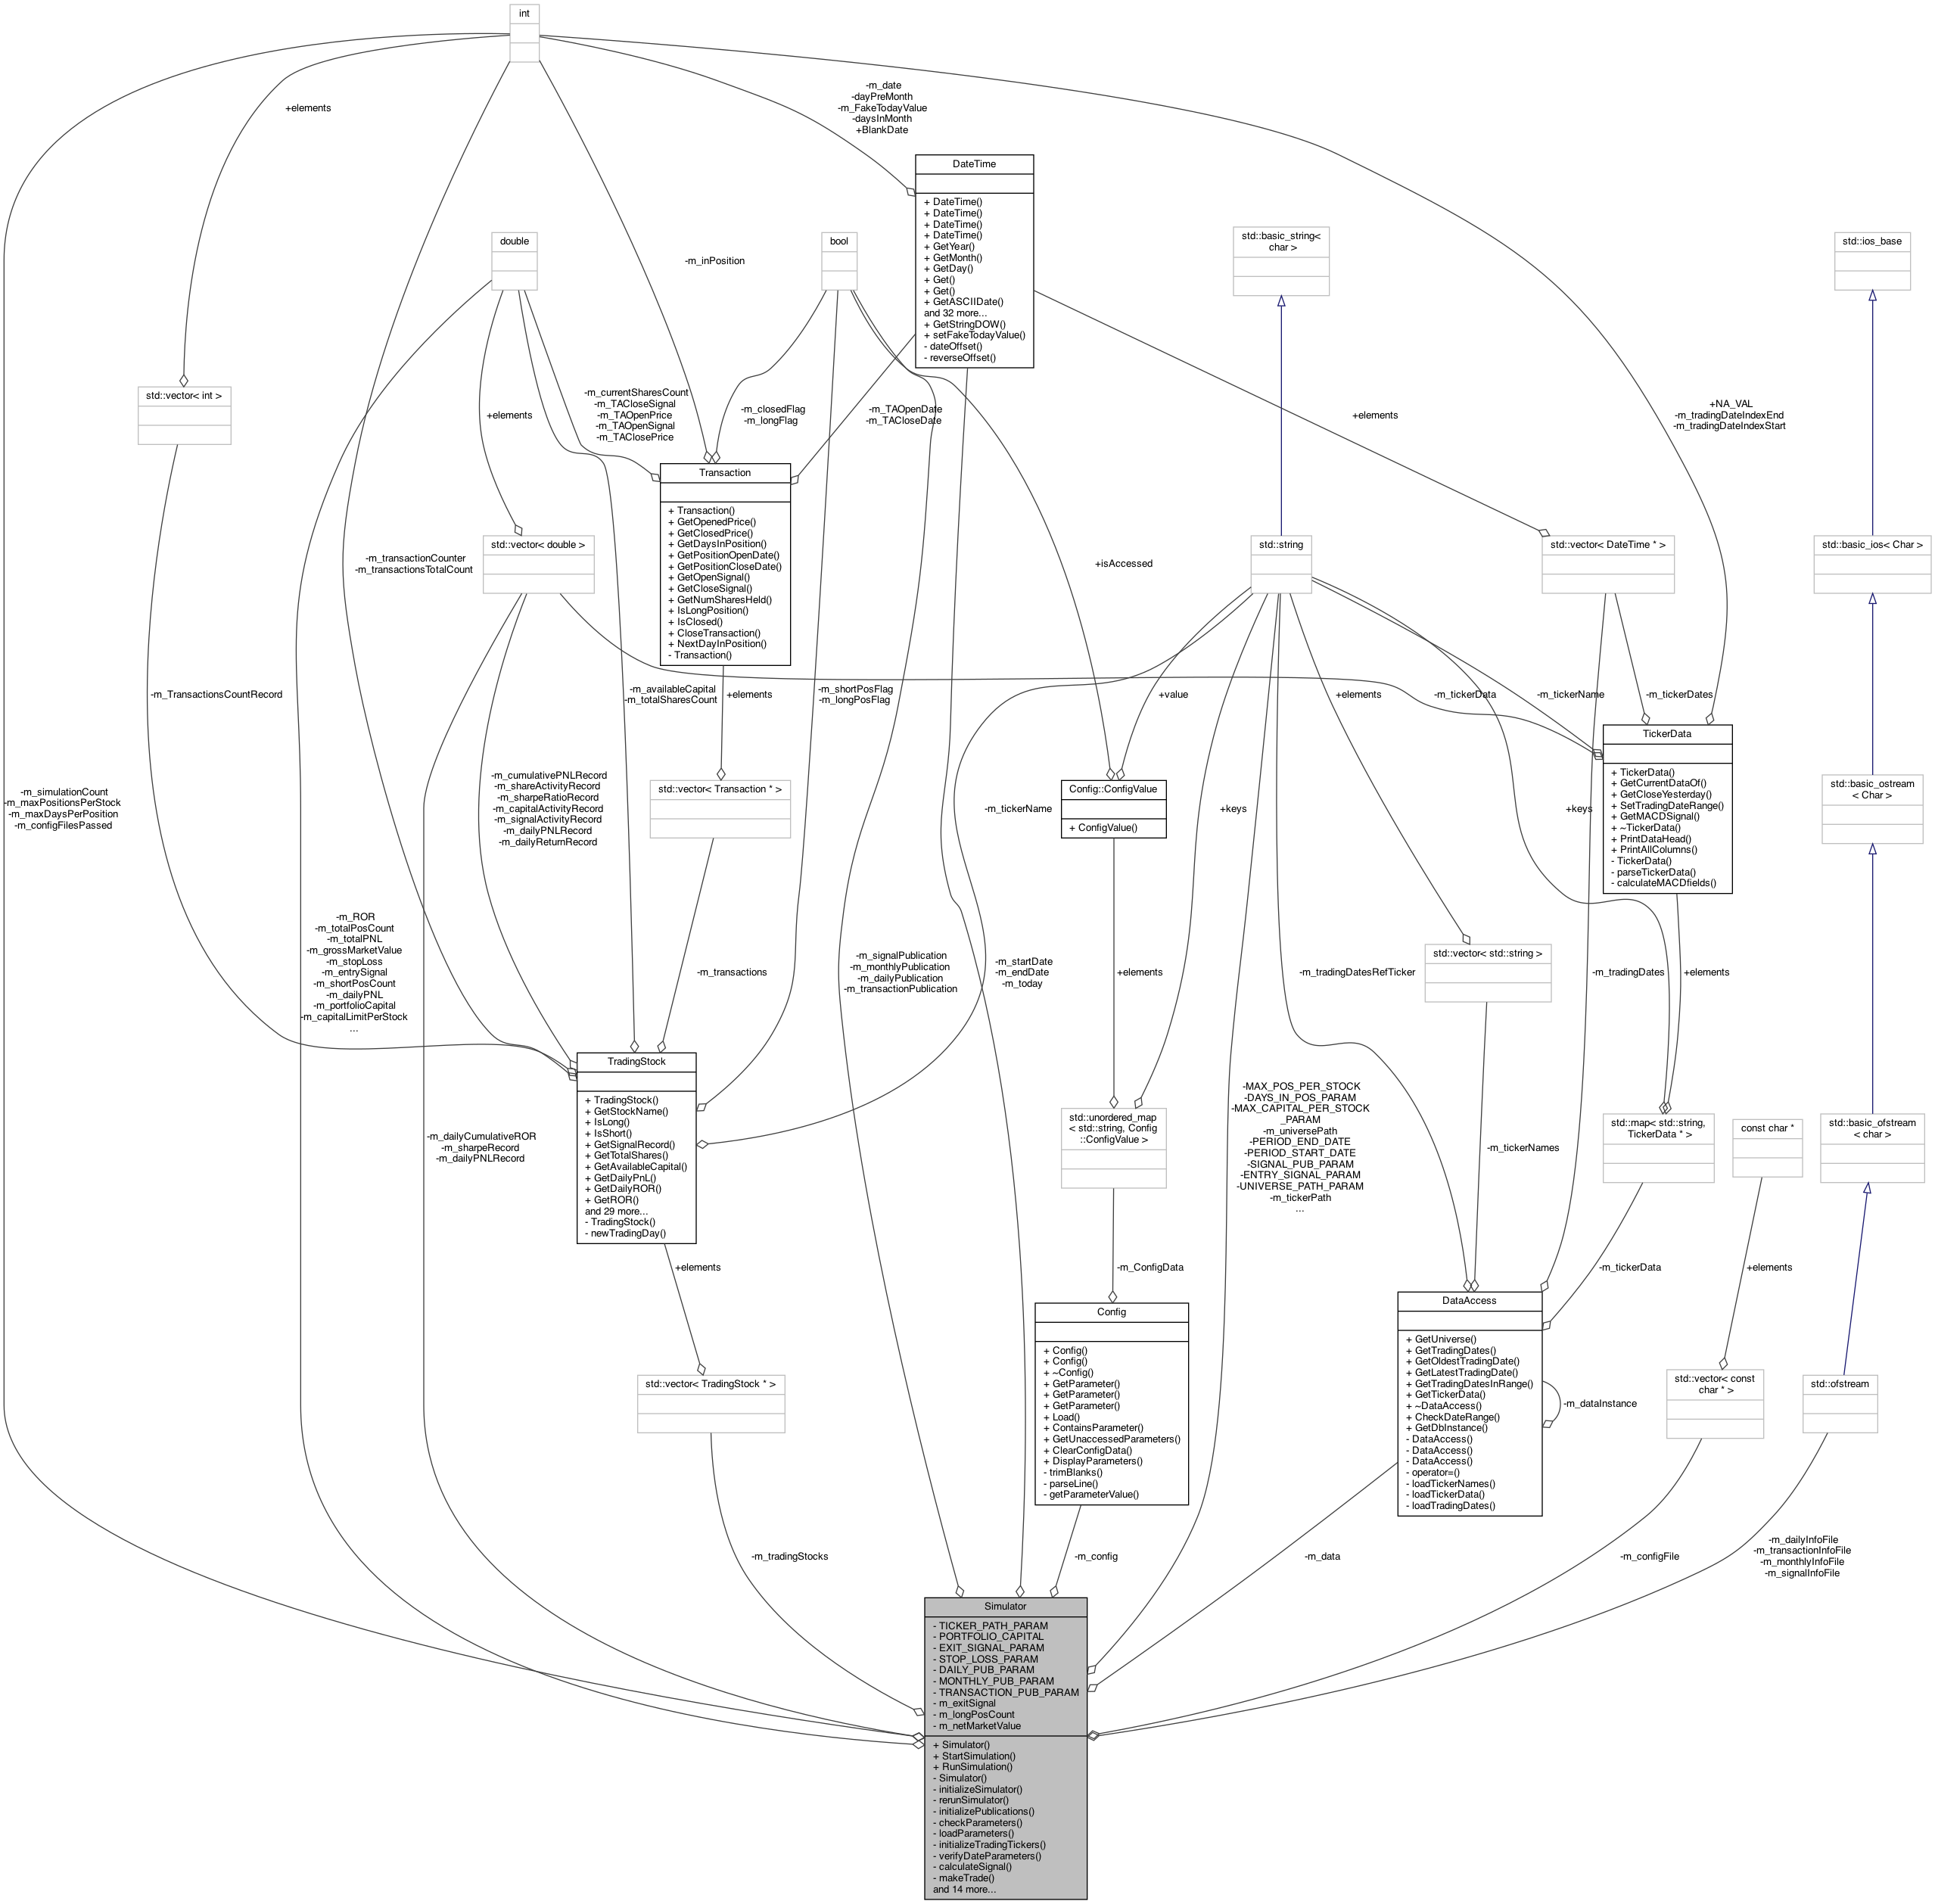 int
+elements
-m_date
-dayPreMonth
-m_FakeTodayValue
-daysInMonth
+BlankDate
DateTime
+ DateTime()
+ DateTime()
+ DateTime()
+ DateTime()
+ GetYear()
+ GetMonth()
+ GetDay()
+ Get()
+ Get()
+ GetASCIIDate()
and 32 more...
+ GetStringDOW()
+ setFakeTodayValue()
- dateOffset()
- reverseOffset()
double
-m_inPosition
bool
std::basic_string<
char >
std::ios_base
std::vector< int >
+elements
-m_currentSharesCount
-m_TACloseSignal
-m_TAOpenPrice
-m_TAOpenSignal
-m_TAClosePrice
-m_closedFlag
-m_longFlag
-m_TAOpenDate
-m_TACloseDate
+elements
+NA_VAL
-m_tradingDateIndexEnd
-m_tradingDateIndexStart
-m_transactionCounter
-m_transactionsTotalCount
std::vector< double >
Transaction
+ Transaction()
+ GetOpenedPrice()
+ GetClosedPrice()
+ GetDaysInPosition()
+ GetPositionOpenDate()
+ GetPositionCloseDate()
+ GetOpenSignal()
+ GetCloseSignal()
+ GetNumSharesHeld()
+ IsLongPosition()
+ IsClosed()
+ CloseTransaction()
+ NextDayInPosition()
- Transaction()
+isAccessed
std::string
std::vector< DateTime * >
std::basic_ios< Char >
-m_TransactionsCountRecord
-m_availableCapital
-m_totalSharesCount
+elements
-m_shortPosFlag
-m_longPosFlag
+value
+elements
-m_tickerData
-m_tickerName
-m_tickerDates
-m_simulationCount
-m_maxPositionsPerStock
-m_maxDaysPerPosition
-m_configFilesPassed
-m_cumulativePNLRecord
-m_shareActivityRecord
-m_sharpeRatioRecord
-m_capitalActivityRecord
-m_signalActivityRecord
-m_dailyPNLRecord
-m_dailyReturnRecord
std::vector< Transaction * >
-m_tickerName
Config::ConfigValue
+ ConfigValue()
+keys
+keys
TickerData
+ TickerData()
+ GetCurrentDataOf()
+ GetCloseYesterday()
+ SetTradingDateRange()
+ GetMACDSignal()
+ ~TickerData()
+ PrintDataHead()
+ PrintAllColumns()
- TickerData()
- parseTickerData()
- calculateMACDfields()
std::basic_ostream
< Char >
-m_ROR
-m_totalPosCount
-m_totalPNL
-m_grossMarketValue
-m_stopLoss
-m_entrySignal
-m_shortPosCount
-m_dailyPNL
-m_portfolioCapital
-m_capitalLimitPerStock
...
-m_transactions
-m_signalPublication
-m_monthlyPublication
-m_dailyPublication
-m_transactionPublication
-m_startDate
-m_endDate
-m_today
+elements
-m_tradingDatesRefTicker
std::vector< std::string >
-m_tradingDates
+elements
-m_dailyCumulativeROR
-m_sharpeRecord
-m_dailyPNLRecord
TradingStock
+ TradingStock()
+ GetStockName()
+ IsLong()
+ IsShort()
+ GetSignalRecord()
+ GetTotalShares()
+ GetAvailableCapital()
+ GetDailyPnL()
+ GetDailyROR()
+ GetROR()
and 29 more...
- TradingStock()
- newTradingDay()
std::unordered_map
< std::string, Config
::ConfigValue >
-MAX_POS_PER_STOCK
-DAYS_IN_POS_PARAM
-MAX_CAPITAL_PER_STOCK
_PARAM
-m_universePath
-PERIOD_END_DATE
-PERIOD_START_DATE
-SIGNAL_PUB_PARAM
-ENTRY_SIGNAL_PARAM
-UNIVERSE_PATH_PARAM
-m_tickerPath
...
-m_tickerNames
std::map< std::string,
TickerData * >
const char *
std::basic_ofstream
< char >
+elements
-m_ConfigData
-m_tickerData
+elements
std::vector< TradingStock * >
Config
+ Config()
+ Config()
+ ~Config()
+ GetParameter()
+ GetParameter()
+ GetParameter()
+ Load()
+ ContainsParameter()
+ GetUnaccessedParameters()
+ ClearConfigData()
+ DisplayParameters()
- trimBlanks()
- parseLine()
- getParameterValue()
DataAccess
+ GetUniverse()
+ GetTradingDates()
+ GetOldestTradingDate()
+ GetLatestTradingDate()
+ GetTradingDatesInRange()
+ GetTickerData()
+ ~DataAccess()
+ CheckDateRange()
+ GetDbInstance()
- DataAccess()
- DataAccess()
- DataAccess()
- operator=()
- loadTickerNames()
- loadTickerData()
- loadTradingDates()
-m_dataInstance
std::vector< const
char * >
std::ofstream
-m_tradingStocks
-m_config
-m_data
-m_configFile
-m_dailyInfoFile
-m_transactionInfoFile
-m_monthlyInfoFile
-m_signalInfoFile
Simulator
- TICKER_PATH_PARAM
- PORTFOLIO_CAPITAL
- EXIT_SIGNAL_PARAM
- STOP_LOSS_PARAM
- DAILY_PUB_PARAM
- MONTHLY_PUB_PARAM
- TRANSACTION_PUB_PARAM
- m_exitSignal
- m_longPosCount
- m_netMarketValue
+ Simulator()
+ StartSimulation()
+ RunSimulation()
- Simulator()
- initializeSimulator()
- rerunSimulator()
- initializePublications()
- checkParameters()
- loadParameters()
- initializeTradingTickers()
- verifyDateParameters()
- calculateSignal()
- makeTrade()
and 14 more...